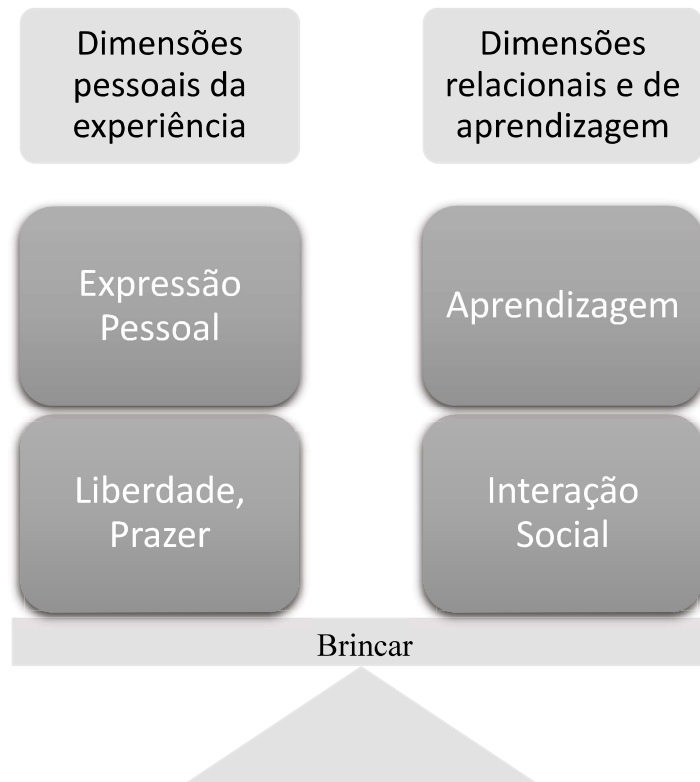 Dimensões
pessoais da
experiência
Dimensões
relacionais e de
aprendizagem
Expressão
Pessoal
Aprendizagem
Liberdade,
Prazer
Interação
Social
Brincar